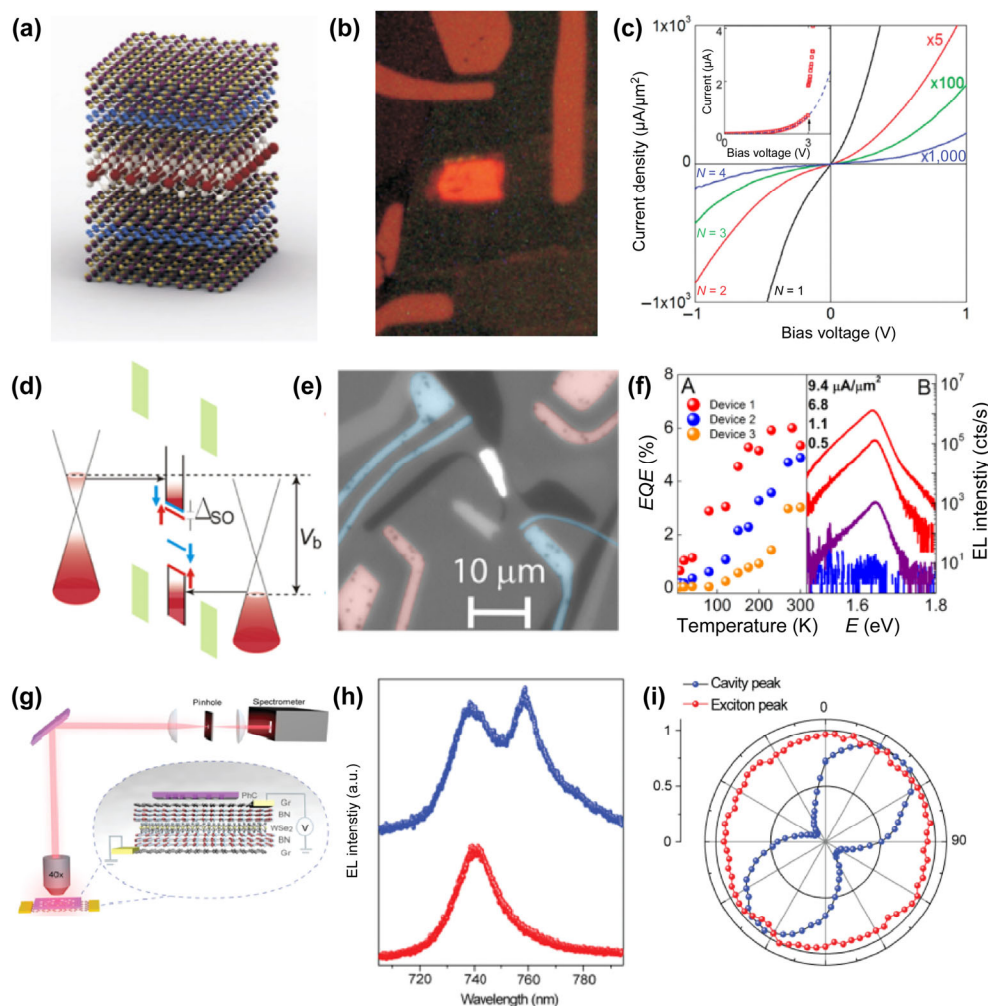 (a)
(b)
(c)
1x10³
0
−1x10³
Current density (μA/μm²)
−1
0
1
Bias voltage (V)
4
2
0
Current (μA)
3
Bias voltage (V)
x5
x100
x1,000
N = 4
N = 3
N = 2
N = 1
(d)
ΔSO
Vb
(e)
10 μm
(f)
8
6
4
2
0
EQE (%)
A
Device 1
Device 2
Device 3
100
200
300
Temperature (K)
9.4 μA/μm²
6.8
1.1
0.5
B
10⁷
10⁵
10³
10¹
EL intenstiy (cts/s)
1.6
1.8
E (eV)
(g)
Pinhole
Spectrometer
PhC
Gr
BN
WSe₂
BN
Gr
V
40x
(h)
EL intenstiy (a.u.)
720
740
760
780
Wavelength (nm)
(i)
Cavity peak
Exciton peak
0
1
0.5
0
90